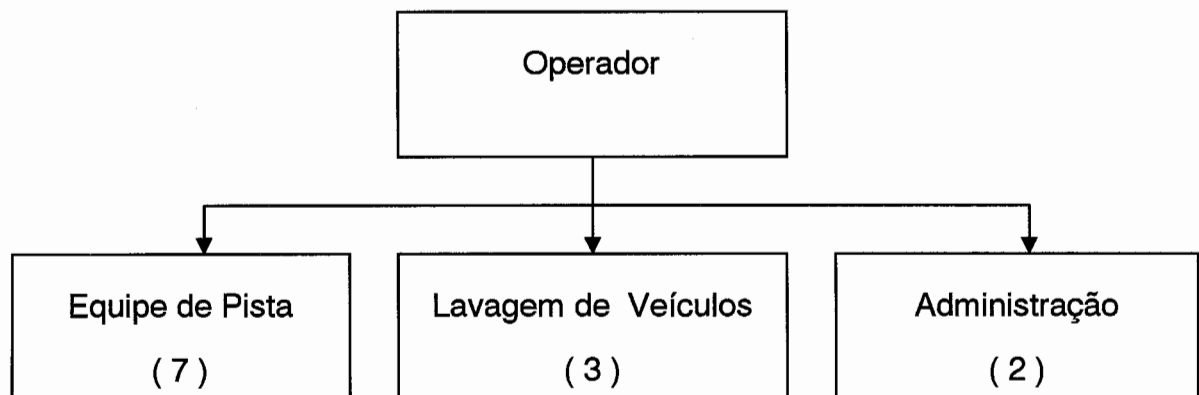 Operador
Equipe de Pista
( 7 )
Lavagem de Veículos
( 3 )
Administração
( 2 )